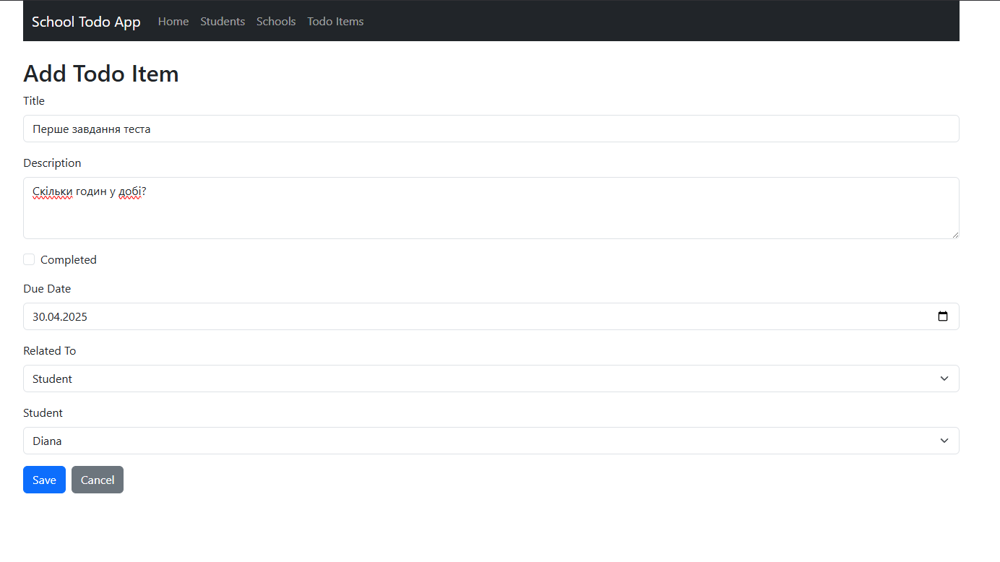 School Todo App Home Students Schools Todo Items
Add Todo Item
Title
Перше завдання теста
Description
Скільки годин у добі?
Completed
Due Date
30.04.2025
Related To
Student
Student
Diana
Save Cancel